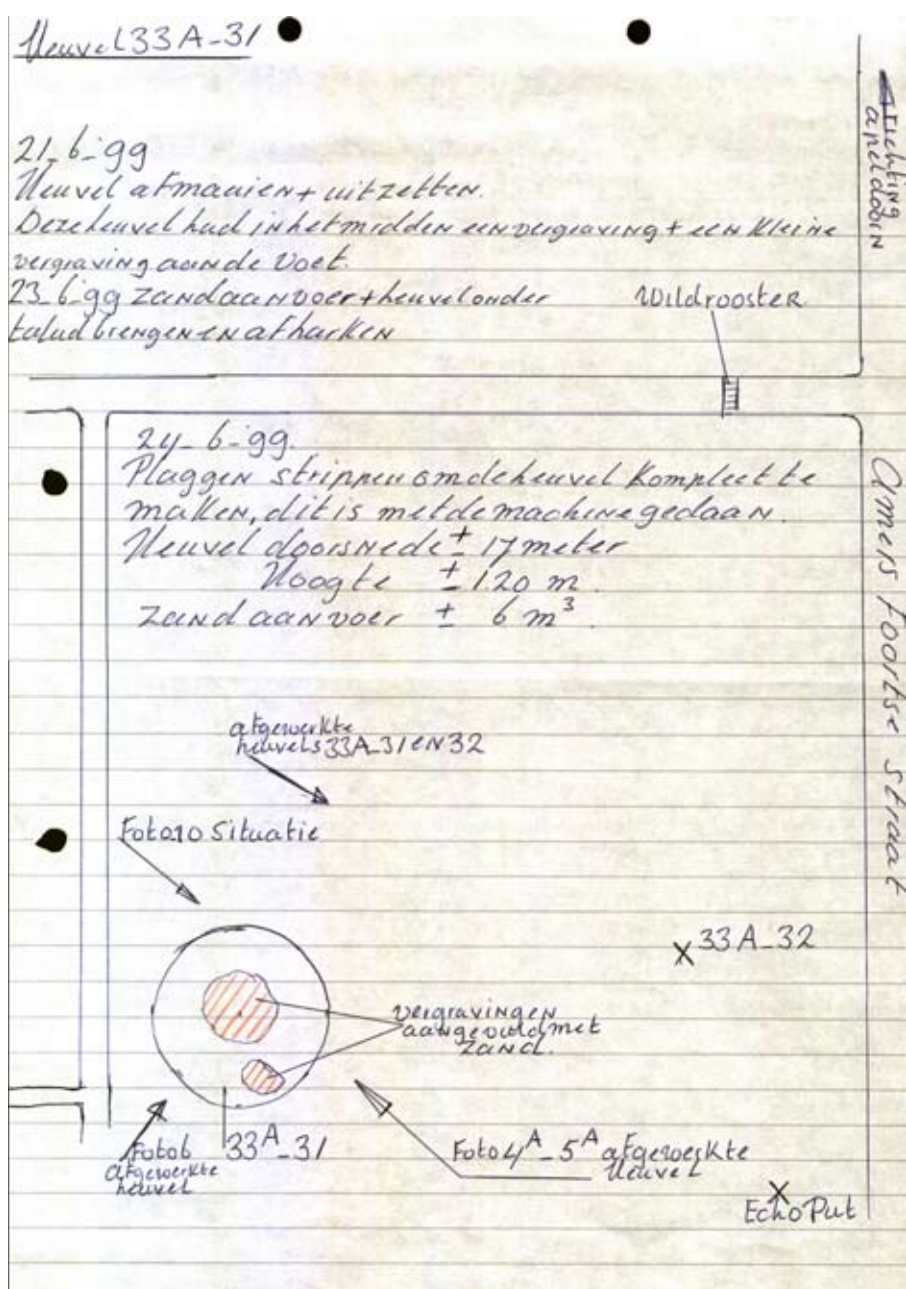 Heuvel 33A-31
21-6-99
Heuvel afmaaien + uitzetten.
Deze heuvel had in het midden een vergraving + een kleine
vergraving aan de voet.
23-6-99 zandaanvoer + heuvel onder
talud brengen en afharken
Richting
apeldoorn
Wildrooster
24-6-99.
Plaggen strippen om de heuvel kompleet te
maken, dit is met de machine gedaan.
Heuvel doorsnede ± 17 meter
Hoogte ± 1.20 m.
Zand aanvoer ± 6 m³.
Amersfoortse straat
afgewerkte
heuvels 33A-31 en 32
Foto 10 Situatie
x 33A-32
vergravingen
aangevuld met
zand.
Foto 6
afgewerkte
heuvel
33A-31
Foto 4A-5A afgewerkte
Heuvel
x
Echo Put